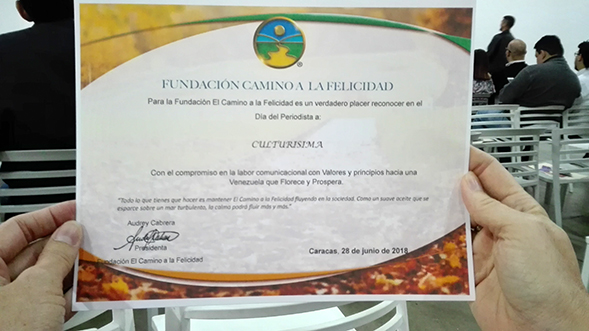 FUNDACIÓN CAMINO A LA FELICIDAD
Para la Fundación El Camino a la Felicidad es un verdadero placer reconocer en el
Día del Periodista a:
CULTURISIMA
Con el compromiso en la labor comunicacional con Valores y principios hacia una
Venezuela que Florece y Prospera.
"Todo lo que tienes que hacer es mantener El Camino a la Felicidad fluyendo en la sociedad. Como un suave aceite que se
esparce sobre un mar turbulento, la calma podrá fluir más y más."
Audrey Cabrera
Presidenta
Fundación El Camino a la Felicidad
Caracas, 28 de junio de 2018